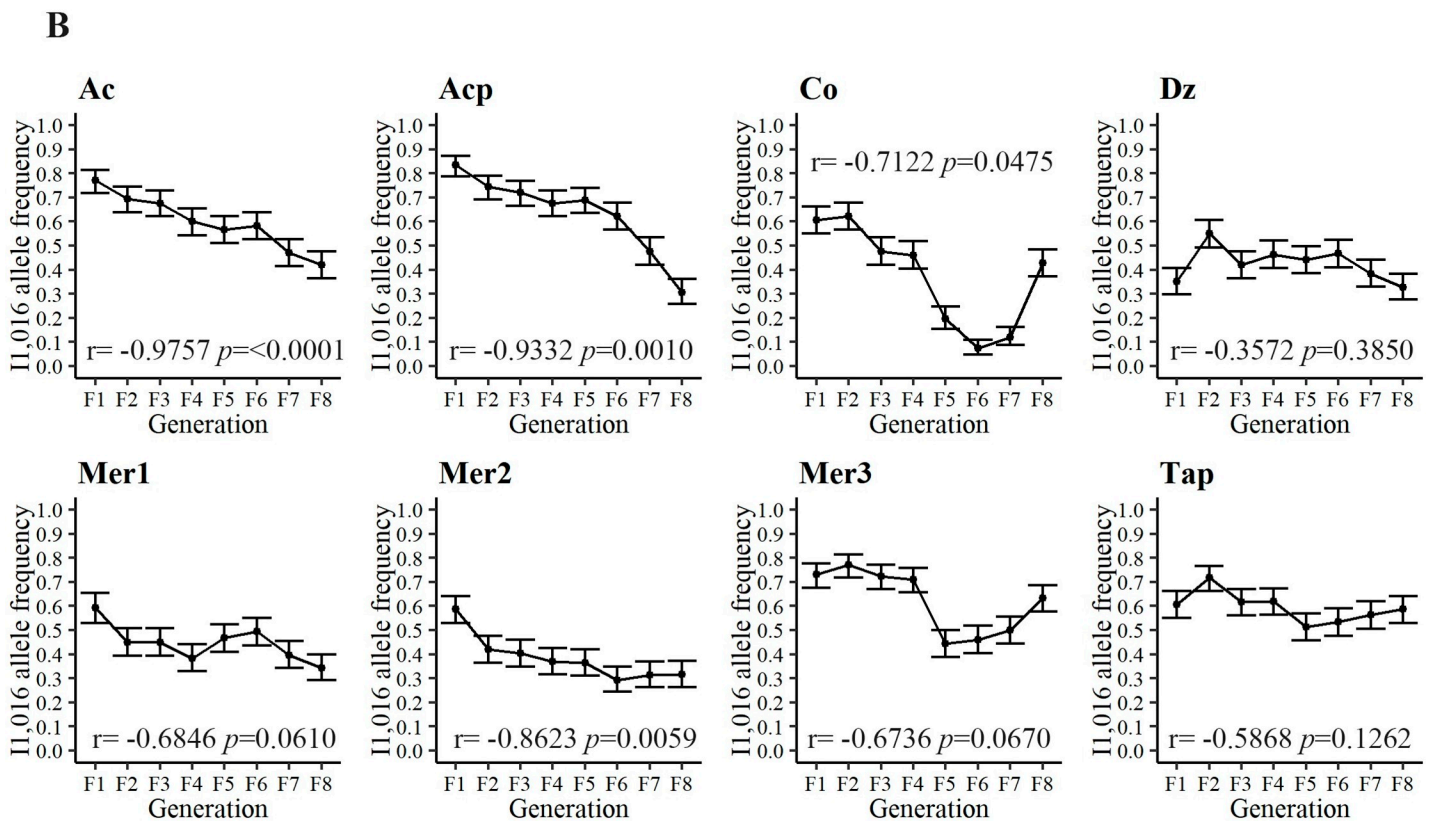 B
Ac
I1,016 allele frequency
1.0
0.9
0.8
0.7
0.6
0.5
0.4
0.3
0.2
0.1
0.0
r= -0.9757 p=<0.0001
F1 F2 F3 F4 F5 F6 F7 F8
Generation
Acp
I1,016 allele frequency
1.0
0.9
0.8
0.7
0.6
0.5
0.4
0.3
0.2
0.1
0.0
r= -0.9332 p=0.0010
F1 F2 F3 F4 F5 F6 F7 F8
Generation
Co
I1,016 allele frequency
1.0
0.9
0.8
0.7
0.6
0.5
0.4
0.3
0.2
0.1
0.0
r= -0.7122 p=0.0475
F1 F2 F3 F4 F5 F6 F7 F8
Generation
Dz
I1,016 allele frequency
1.0
0.9
0.8
0.7
0.6
0.5
0.4
0.3
0.2
0.1
0.0
r= -0.3572 p=0.3850
F1 F2 F3 F4 F5 F6 F7 F8
Generation
Mer1
I1,016 allele frequency
1.0
0.9
0.8
0.7
0.6
0.5
0.4
0.3
0.2
0.1
0.0
r= -0.6846 p=0.0610
F1 F2 F3 F4 F5 F6 F7 F8
Generation
Mer2
I1,016 allele frequency
1.0
0.9
0.8
0.7
0.6
0.5
0.4
0.3
0.2
0.1
0.0
r= -0.8623 p=0.0059
F1 F2 F3 F4 F5 F6 F7 F8
Generation
Mer3
I1,016 allele frequency
1.0
0.9
0.8
0.7
0.6
0.5
0.4
0.3
0.2
0.1
0.0
r= -0.6736 p=0.0670
F1 F2 F3 F4 F5 F6 F7 F8
Generation
Tap
I1,016 allele frequency
1.0
0.9
0.8
0.7
0.6
0.5
0.4
0.3
0.2
0.1
0.0
r= -0.5868 p=0.1262
F1 F2 F3 F4 F5 F6 F7 F8
Generation